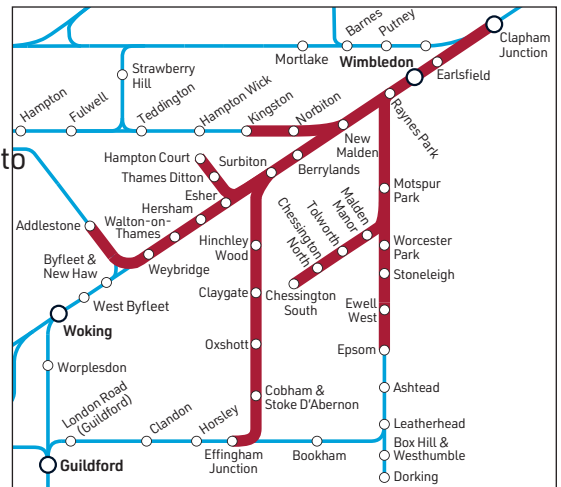 Barnes
Putney
Clapham
Junction
Mortlake
Wimbledon
Earlsfield
Strawberry
Hill
Hampton
Fulwell
Teddington
Hampton Wick
Kingston
Norbiton
Raynes Park
New
Malden
to
Hampton Court
Surbiton
Berrylands
Thames Ditton
Motspur
Park
Esher
Hersham
Malden
Manor
Tolworth
Chessington
North
Addlestone
Walton-on-
Thames
Hinchley
Wood
Worcester
Park
Byfleet &
New Haw
Weybridge
Stoneleigh
Claygate
Chessington
South
West Byfleet
Ewell
West
Woking
Oxshott
Epsom
Worplesdon
Ashtead
London Road
(Guildford)
Clandon
Horsley
Cobham &
Stoke D'Abernon
Leatherhead
Effingham
Junction
Bookham
Box Hill &
Westhumble
Guildford
Dorking